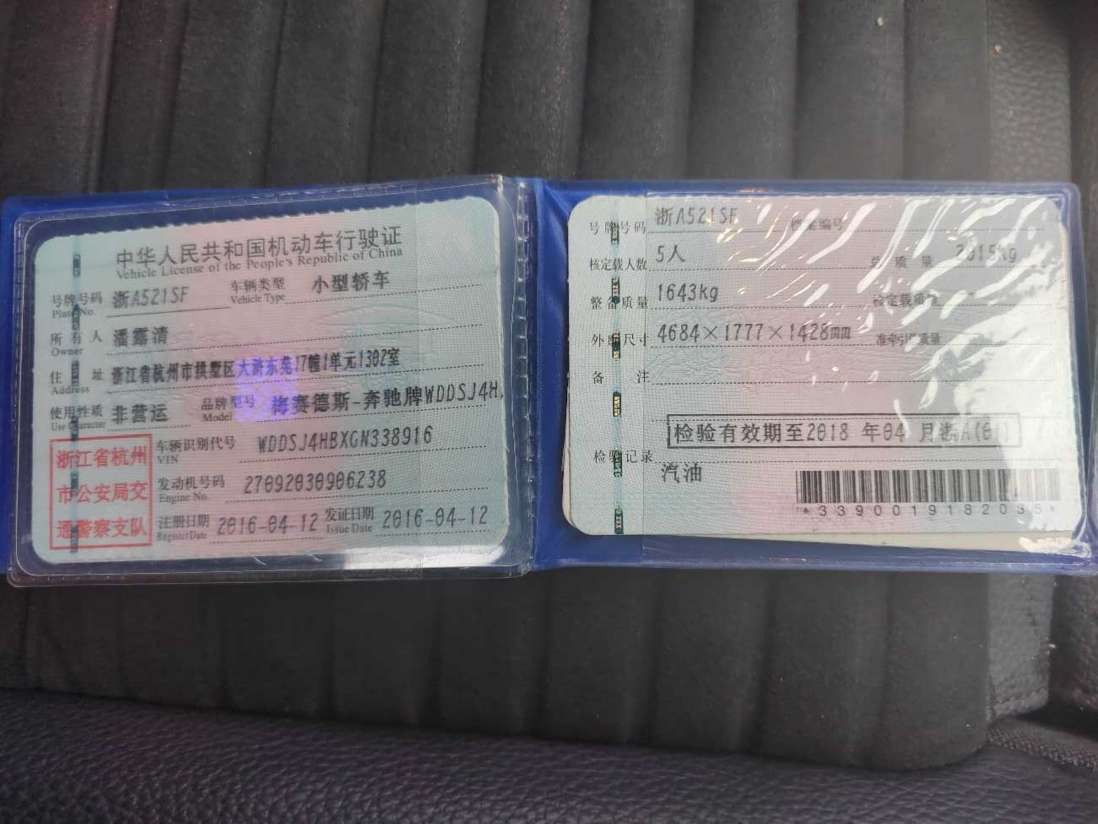 中华人民共和国机动车行驶证
Vehicle License of the People's Republic of China
号牌号码 浙A521SF 车辆类型 小型轿车
Plate No. Vehicle Type
所有人 潘露清
Owner
住址 浙江省杭州市拱墅区大浒东苑17幢1单元1302室
Address
使用性质 非营运 品牌型号 梅赛德斯-奔驰牌WDDSJ4H
Use Character Model
浙江省杭州
市公安局交
通警察支队
车辆识别代号 WDDSJ4HBXGN338916
VIN
发动机号码 27092030906238
Engine No.
注册日期 2016-04-12 发证日期 2016-04-12
Register Date Issue Date
号牌号码 浙A521SF 档案编号
核定载人数 5人 总质量 2015kg
整备质量 1643kg 核定载质量
外廓尺寸 4684×1777×1428mm 准牵引总质量
备注
检验有效期至2018 年04 月浙A(01)
检验记录
汽油
*3390019182035*